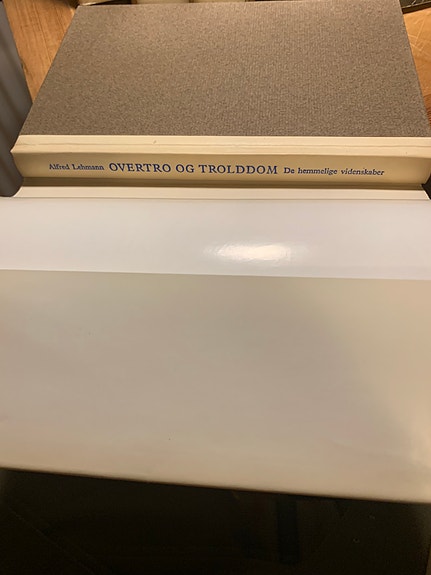 Alfred Lehmann OVERTRO OG TROLDDOM De hemmelige videnskaber